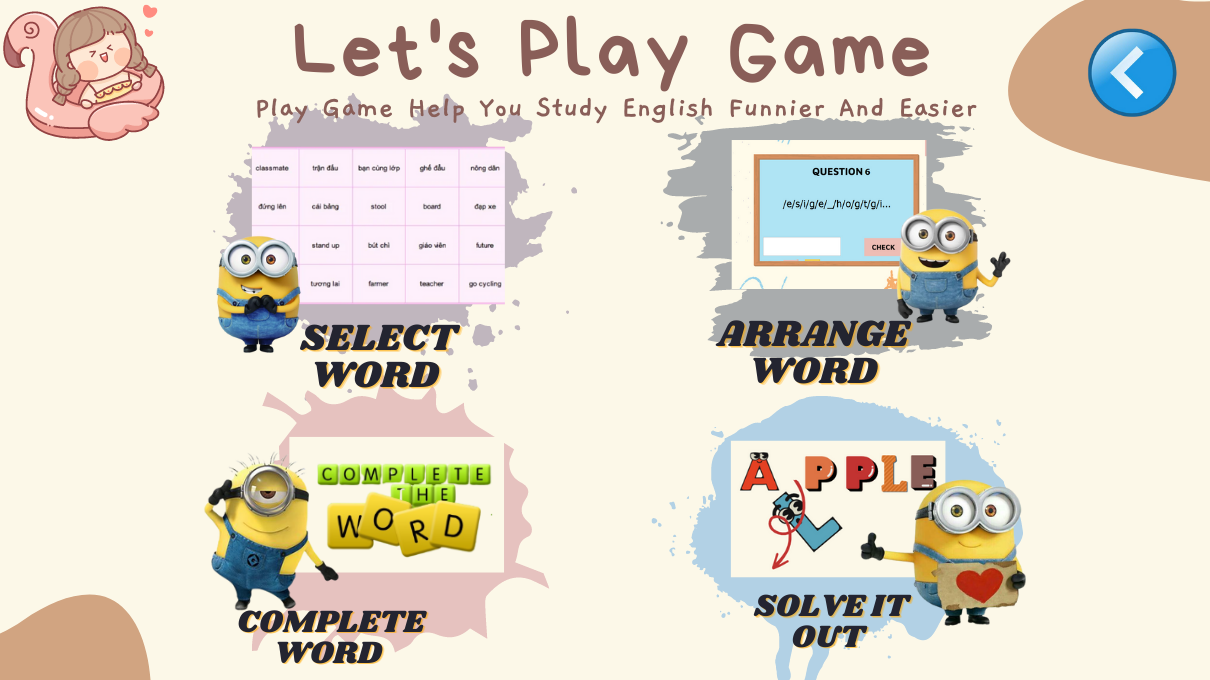 Let's Play Game
Play Game Help You Study English Funnier And Easier
classmate trận đấu bạn cùng lớp ghế đẩu nông dân
đứng lên cái bảng stool board đạp xe
stand up bút chì giáo viên future
tương lai farmer teacher go cycling
SELECT
WORD
QUESTION 6
/e/s/i/g/e/_/h/o/g/t/g/i...
CHECK
ARRANGE
WORD
COMPLETE
THE
WORD
COMPLETE
WORD
A PPLE
L
SOLVE IT
OUT